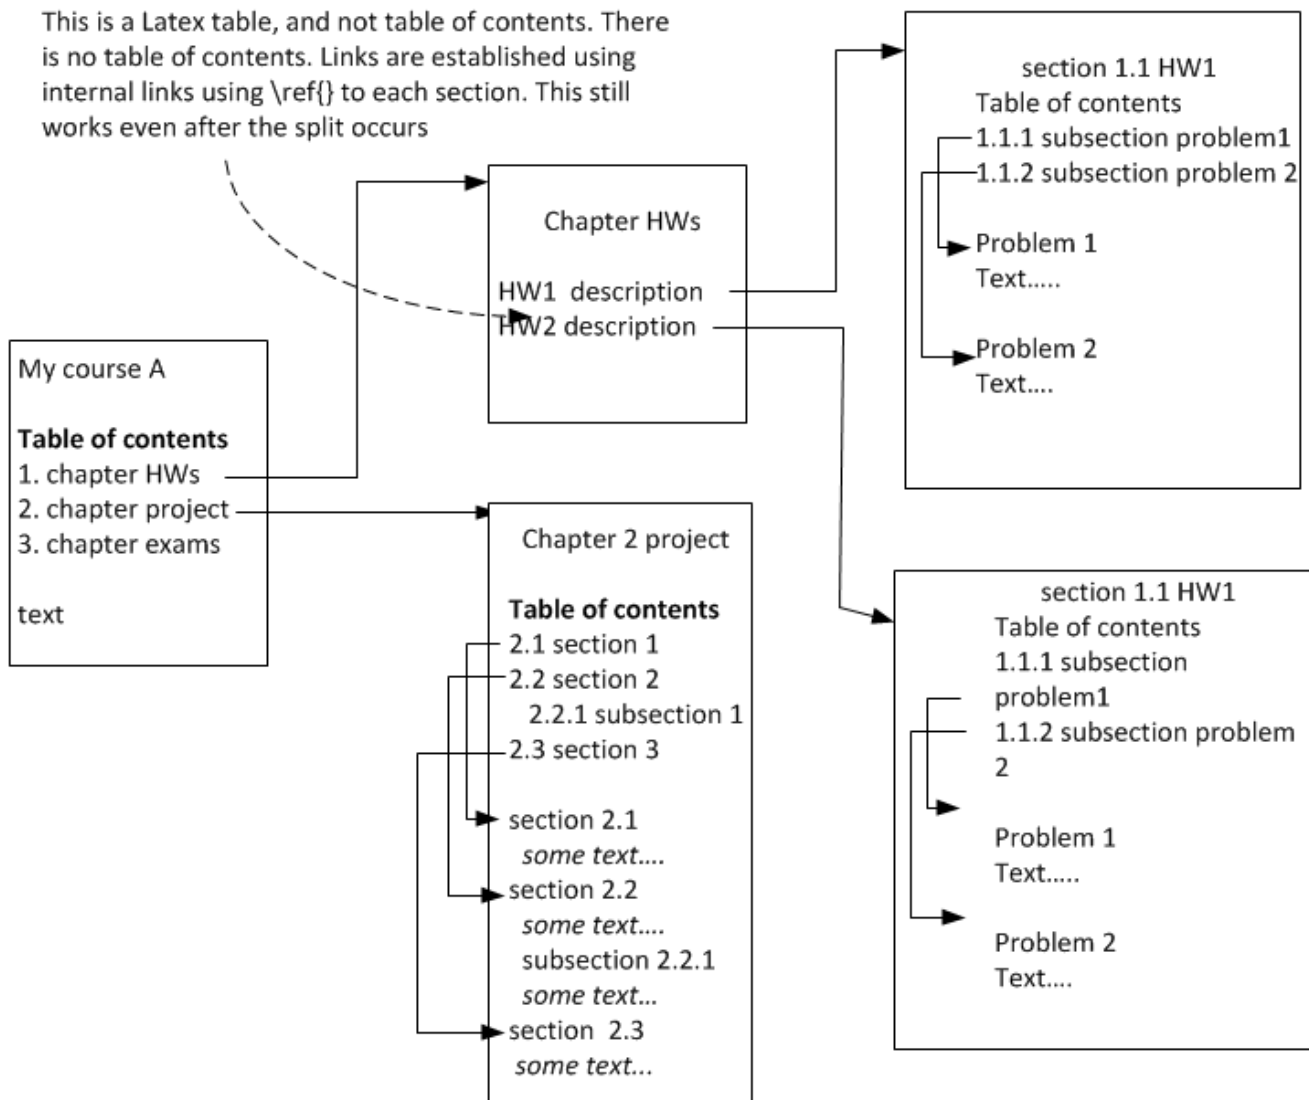 This is a Latex table, and not table of contents. There
is no table of contents. Links are established using
internal links using \ref{} to each section. This still
works even after the split occurs
My course A
Table of contents
1. chapter HWs
2. chapter project
3. chapter exams
text
Chapter HWs
HW1 description
HW2 description
Chapter 2 project
Table of contents
2.1 section 1
2.2 section 2
2.2.1 subsection 1
2.3 section 3
section 2.1
some text....
section 2.2
some text....
subsection 2.2.1
some text...
section 2.3
some text...
section 1.1 HW1
Table of contents
1.1.1 subsection problem1
1.1.2 subsection problem 2
Problem 1
Text.....
Problem 2
Text....
section 1.1 HW1
Table of contents
1.1.1 subsection
problem1
1.1.2 subsection problem
2
Problem 1
Text.....
Problem 2
Text....